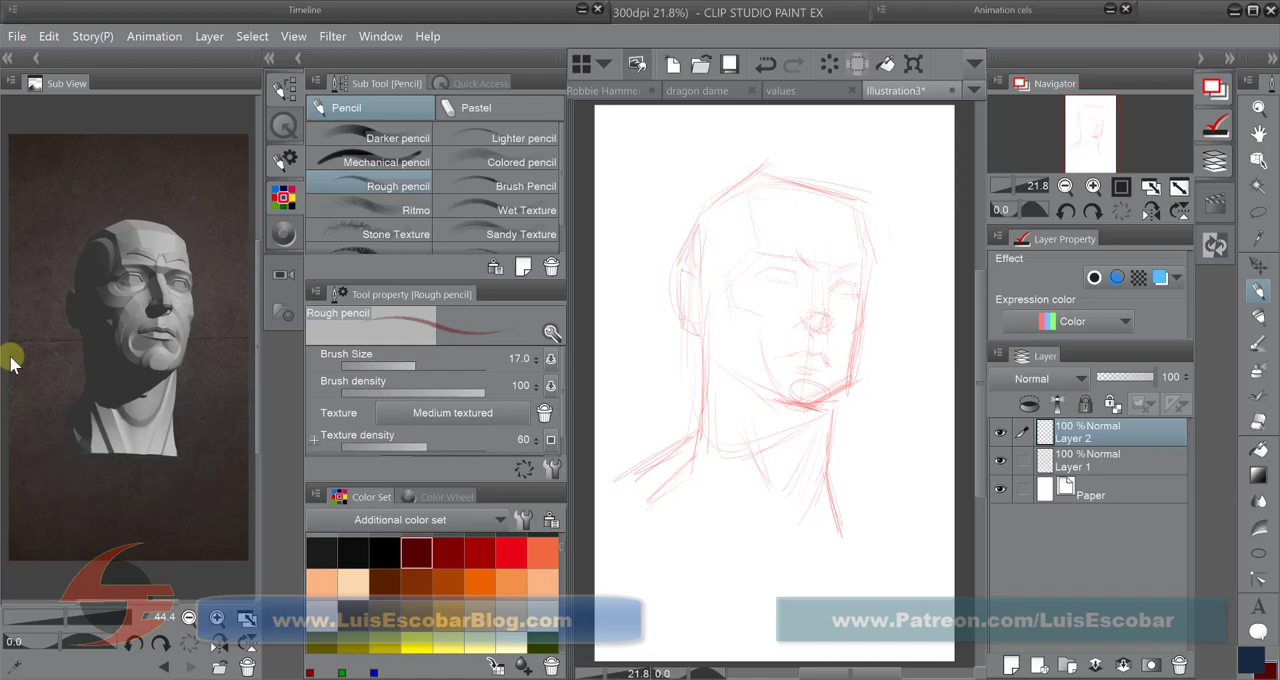 Timeline
300dpi 21.8%) - CLIP STUDIO PAINT EX
Animation cels
File Edit Story(P) Animation Layer Select View Filter Window Help
Sub View
Sub Tool [Pencil]
Quick Access
Pencil
Pastel
Darker pencil
Lighter pencil
Mechanical pencil
Colored pencil
Rough pencil
Brush Pencil
Ritmo
Wet Texture
Stone Texture
Sandy Texture
Tool property [Rough pencil]
Rough pencil
Brush Size 17.0
Brush density 100
Texture Medium textured
Texture density 60
Color Set
Color Wheel
Additional color set
Robbie Hammer
dragon dame
values
Illustration3*
Navigator
21.8
0.0
Layer Property
Effect
Expression color
Color
Layer
Normal 100
100 %Normal
Layer 2
100 %Normal
Layer 1
Paper
44.4
0.0
www.LuisEscobarBlog.com
www.Patreon.com/LuisEscobar
21.8 0.0
A